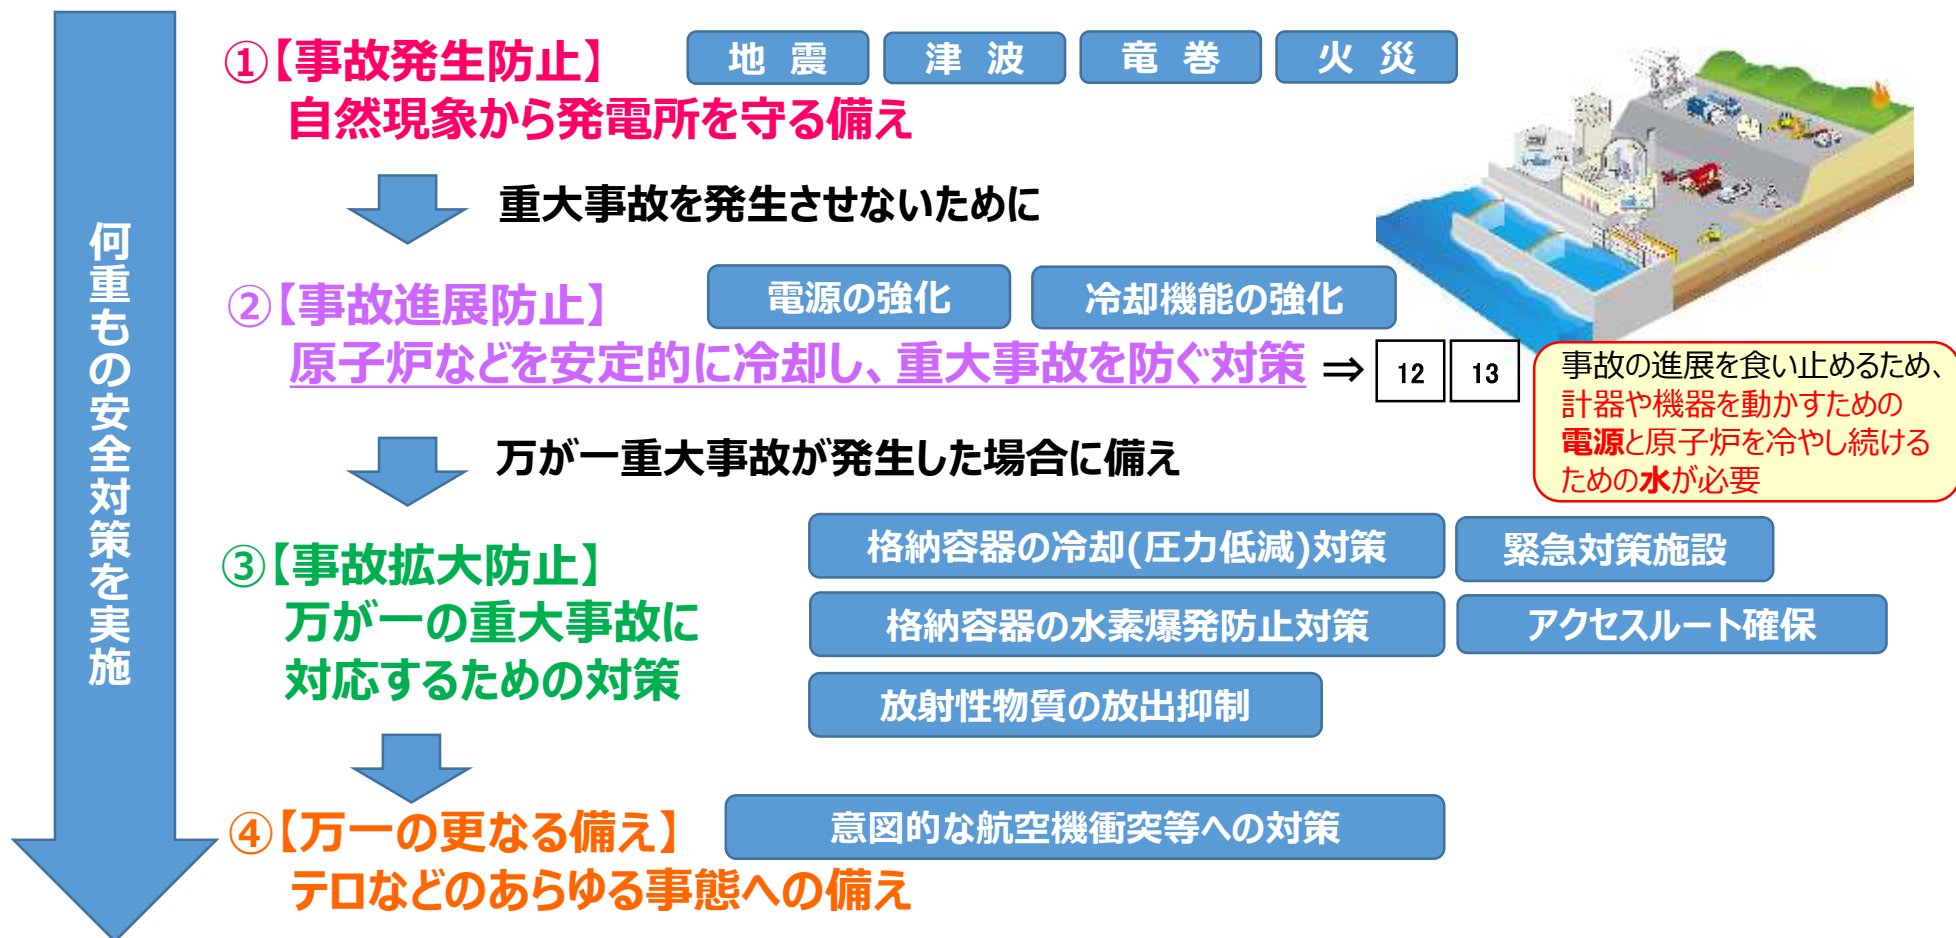 何重もの安全対策を実施
①【事故発生防止】
地 震
津 波
竜 巻
火 災
自然現象から発電所を守る備え
重大事故を発生させないために
②【事故進展防止】
電源の強化
冷却機能の強化
原子炉などを安定的に冷却し、重大事故を防ぐ対策 ⇒ 12 13
事故の進展を食い止めるため、
計器や機器を動かすための
電源と原子炉を冷やし続ける
ための水が必要
万が一重大事故が発生した場合に備え
③【事故拡大防止】
万が一の重大事故に
対応するための対策
格納容器の冷却(圧力低減)対策
緊急対策施設
格納容器の水素爆発防止対策
アクセスルート確保
放射性物質の放出抑制
④【万一の更なる備え】
意図的な航空機衝突等への対策
テロなどのあらゆる事態への備え